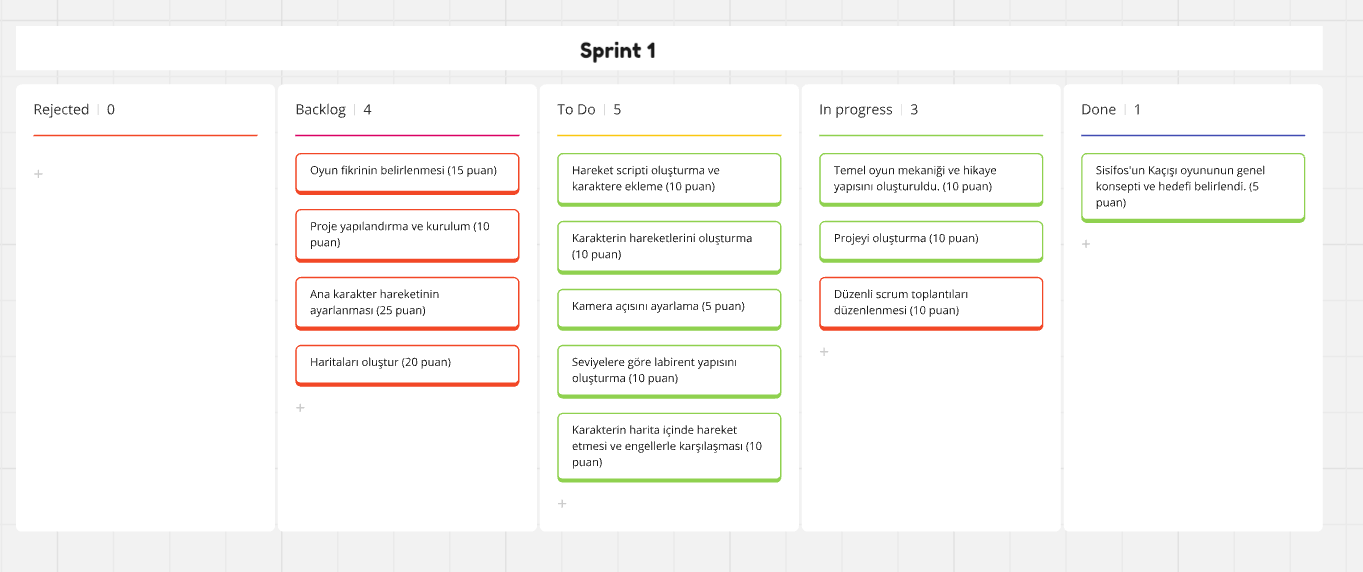 Sprint 1
Rejected | 0
Backlog | 4
Oyun fikrinin belirlenmesi (15 puan)
Proje yapılandırma ve kurulum (10
puan)
Ana karakter hareketinin
ayarlanması (25 puan)
Haritaları oluştur (20 puan)
To Do | 5
Hareket scripti oluşturma ve
karaktere ekleme (10 puan)
Karakterin hareketlerini oluşturma
(10 puan)
Kamera açısını ayarlama (5 puan)
Seviyelere göre labirent yapısını
oluşturma (10 puan)
Karakterin harita içinde hareket
etmesi ve engellerle karşılaşması (10
puan)
In progress | 3
Temel oyun mekaniği ve hikaye
yapısını oluşturuldu. (10 puan)
Projeyi oluşturma (10 puan)
Düzenli scrum toplantıları
düzenlenmesi (10 puan)
Done | 1
Sisifos'un Kaçışı oyununun genel
konsepti ve hedefi belirlendi. (5
puan)